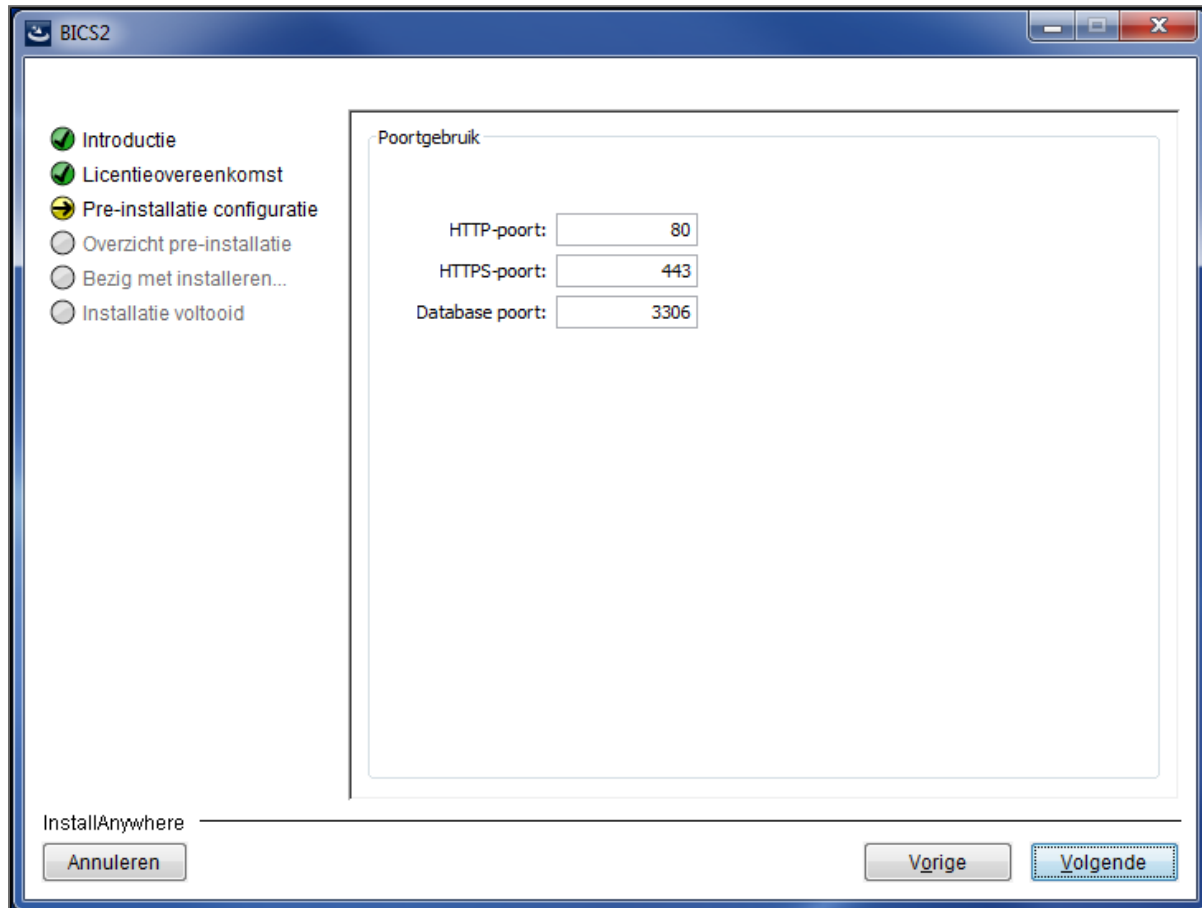 BICS2
Introductie
Licentieovereenkomst
Pre-installatie configuratie
Overzicht pre-installatie
Bezig met installeren...
Installatie voltooid
Poortgebruik
HTTP-poort: 80
HTTPS-poort: 443
Database poort: 3306
InstallAnywhere
Annuleren Vorige Volgende